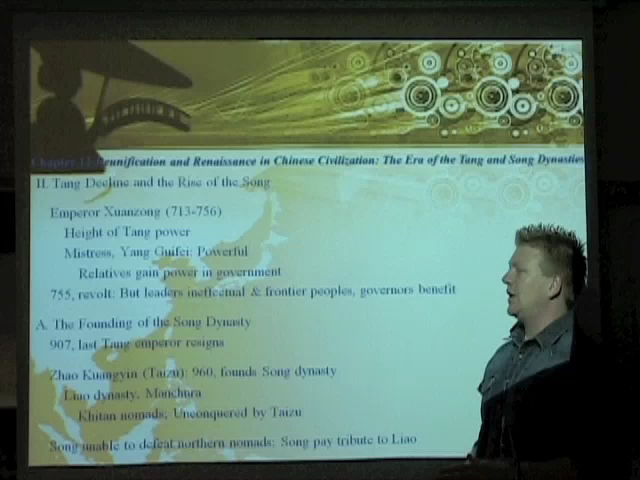 Chapter 12 Reunification and Renaissance in Chinese Civilization: The Era of the Tang and Song Dynasties
II. Tang Decline and the Rise of the Song
Emperor Xuanzong (713-756)
Height of Tang power
Mistress, Yang Guifei: Powerful
Relatives gain power in government
755, revolt: But leaders ineffectual & frontier peoples, governors benefit
A. The Founding of the Song Dynasty
907, last Tang emperor resigns
Zhao Kuangyin (Taizu): 960, founds Song dynasty
Liao dynasty, Manchura
Khitan nomads; Unconquered by Taizu
Song unable to defeat northern nomads: Song pay tribute to Liao